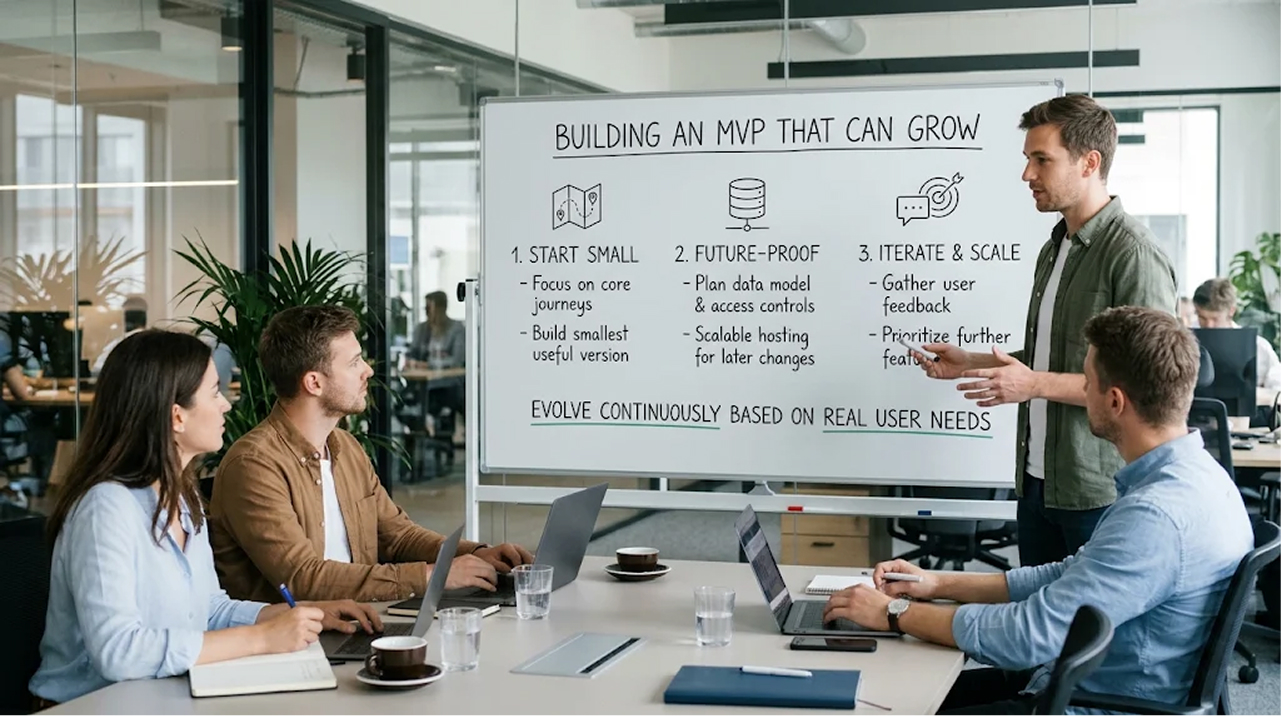 BUILDING AN MVP THAT CAN GROW
1. START SMALL
- Focus on core
journeys
- Build smallest
useful version
2. FUTURE-PROOF
- Plan data model
& access controls
- Scalable hosting
for later changes
3. ITERATE & SCALE
- Gather user
feedback
- Prioritize further
EVOLVE CONTINUOUSLY BASED ON REAL USER NEEDS